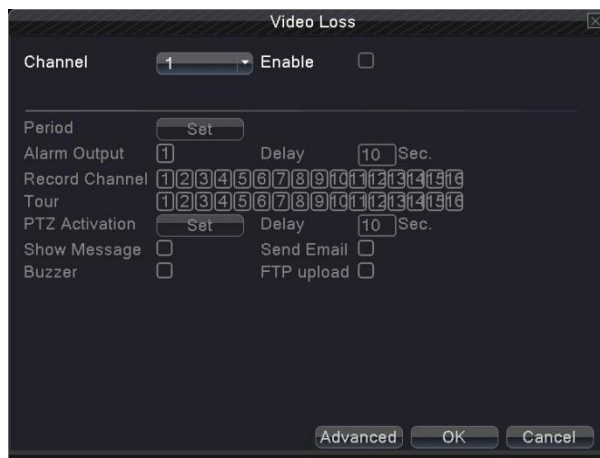 Video Loss
Channel 1 Enable
Period Set
Alarm Output 1 Delay 10 Sec.
Record Channel 1 2 3 4 5 6 7 8 9 10 11 12 13 14 15 16
Tour 1 2 3 4 5 6 7 8 9 10 11 12 13 14 15 16
PTZ Activation Set Delay 10 Sec.
Show Message Send Email
Buzzer FTP upload
Advanced OK Cancel